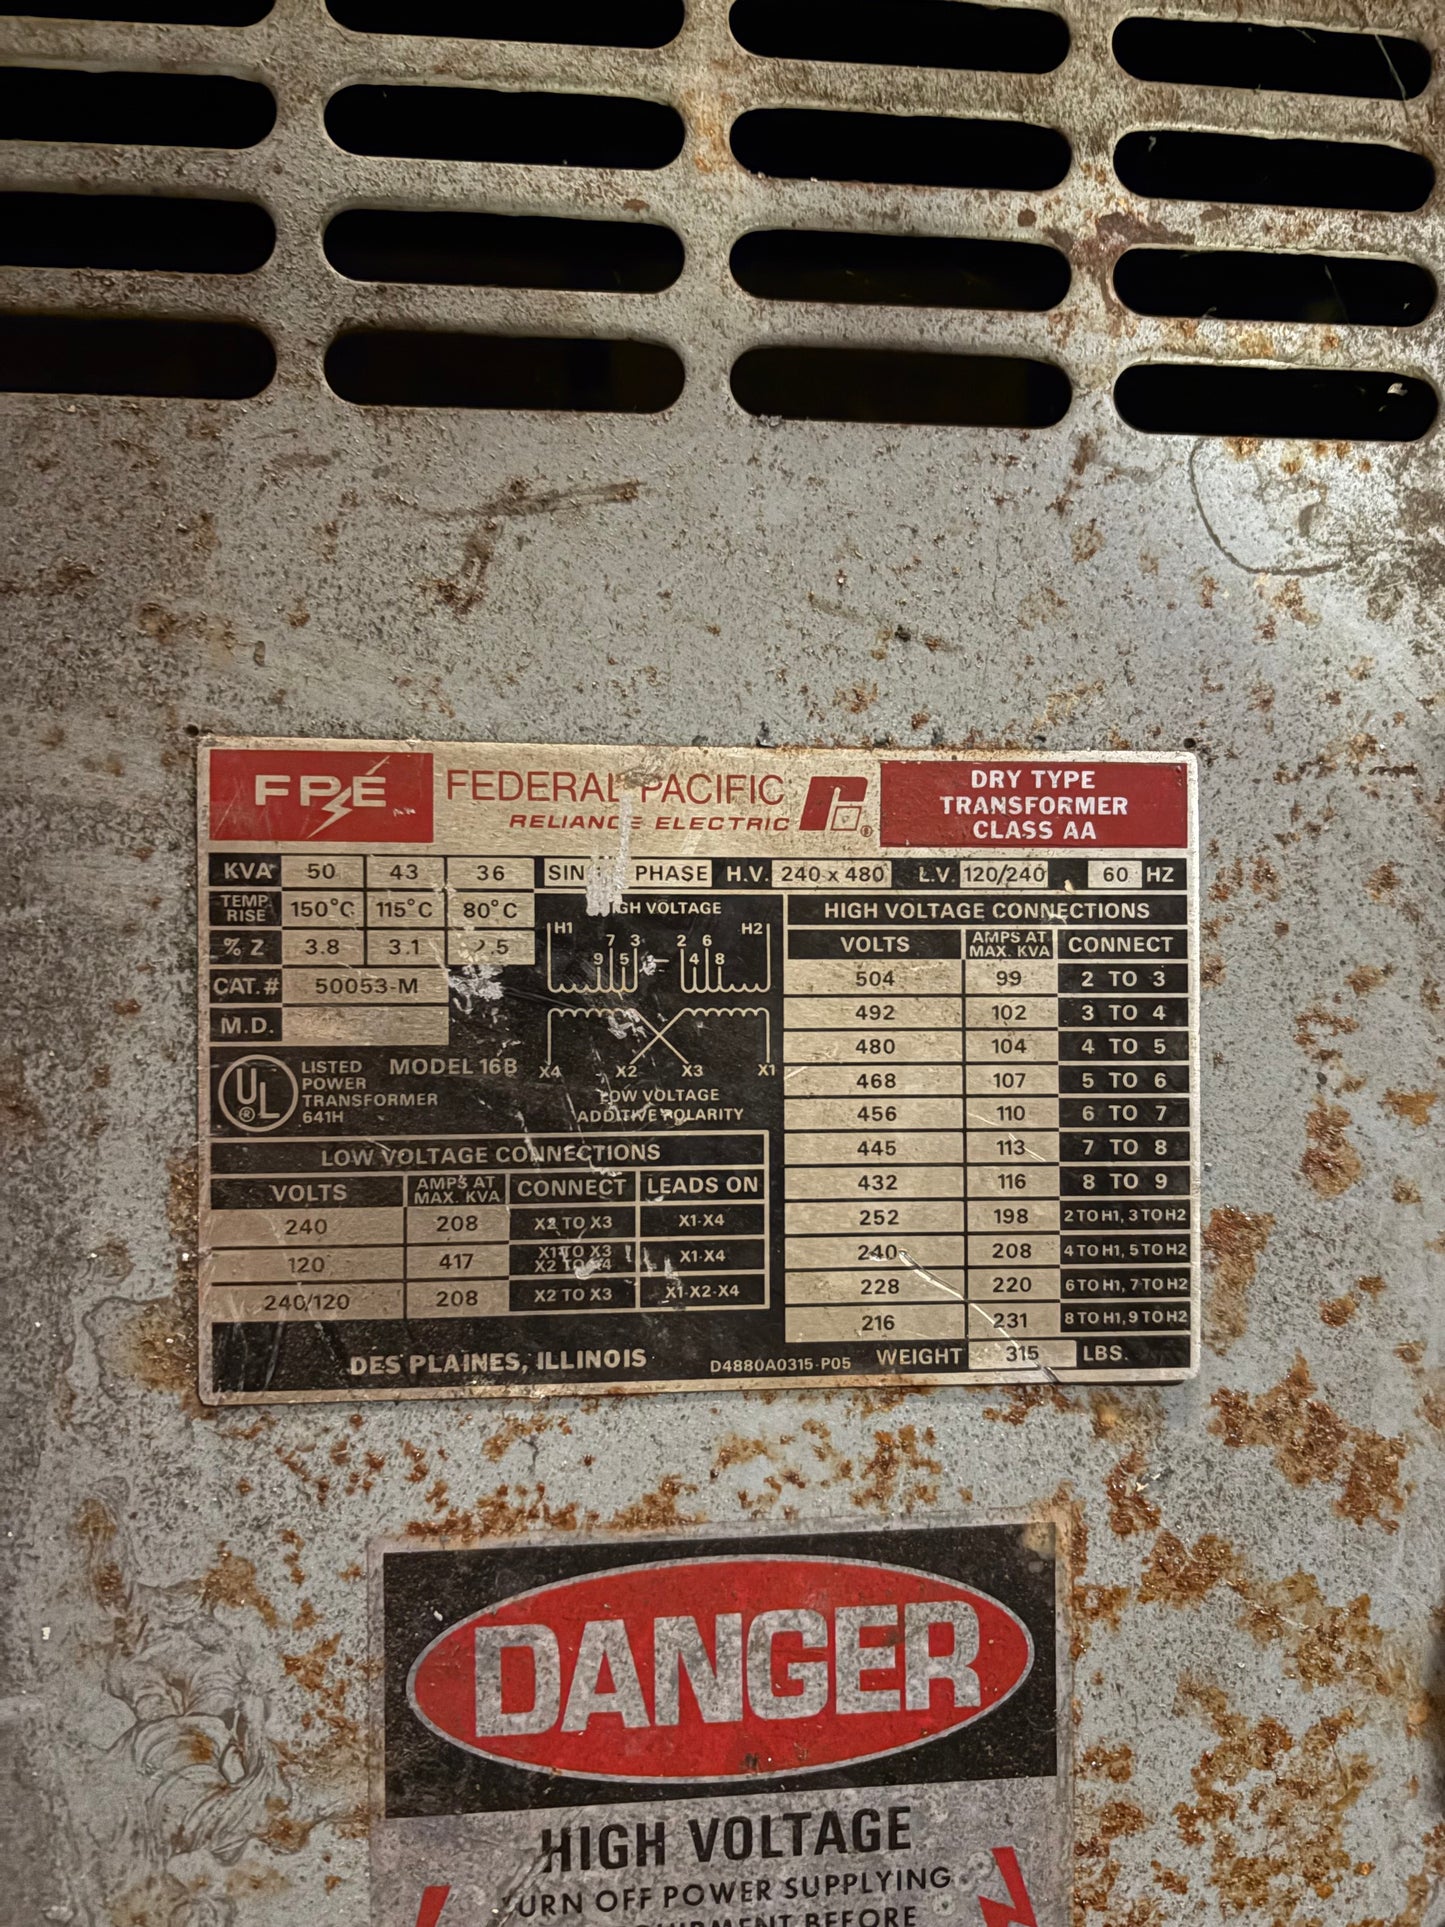 FPE FEDERAL PACIFIC
RELIANCE ELECTRIC
DRY TYPE
TRANSFORMER
CLASS AA
KVA 50 43 36 PHASE H.V. 240 x 480 L.V. 120/240 60 HZ
TEMP. RISE 150°C 115°C 80°C
% Z 3.8 3.1
CAT.# 50053-M
M.D.
UL ®
LISTED
POWER
TRANSFORMER
641H
MODEL 16B
VOLTAGE
H1 H2
7 3 2 6
9 5 4 8
X4 X2 X3 X1
LOW VOLTAGE
ADDITIVE POLARITY
LOW VOLTAGE CONNECTIONS
VOLTS AMPS AT MAX. KVA CONNECT LEADS ON
240 208 X2 TO X3 X1-X4
120 417 X1 TO X3 X2 TO X4 X1-X4
240/120 208 X2 TO X3 X1-X2-X4
HIGH VOLTAGE CONNECTIONS
VOLTS AMPS AT MAX. KVA CONNECT
504 99 2 TO 3
492 102 3 TO 4
480 104 4 TO 5
468 107 5 TO 6
456 110 6 TO 7
445 113 7 TO 8
432 116 8 TO 9
252 198 2 TO H1, 3 TO H2
240 208 4 TO H1, 5 TO H2
228 220 6 TO H1, 7 TO H2
216 231 8 TO H1, 9 TO H2
DES PLAINES, ILLINOIS D4880A0315-P05 WEIGHT 315 LBS.
DANGER
HIGH VOLTAGE
TURN OFF POWER SUPPLYING
BEFORE